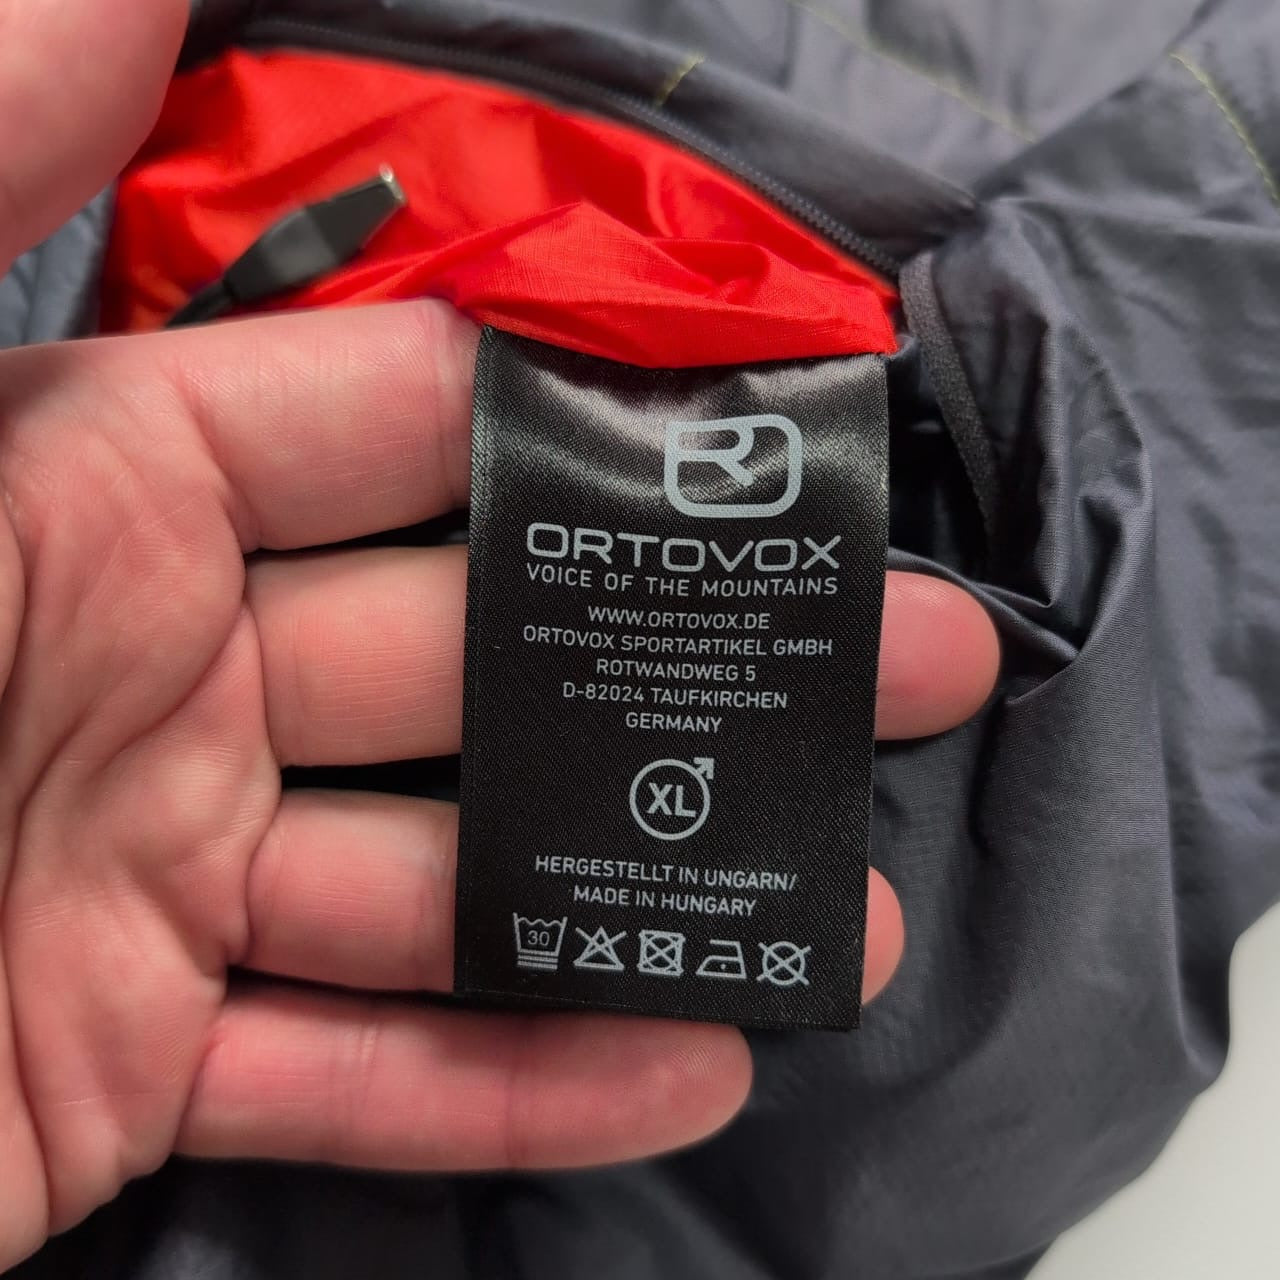 ORTOVOX
VOICE OF THE MOUNTAINS
WWW.ORTOVOX.DE
ORTOVOX SPORTARTIKEL GMBH
ROTWANDWEG 5
D-82024 TAUFKIRCHEN
GERMANY
XL
HERGESTELLT IN UNGARN/
MADE IN HUNGARY
30